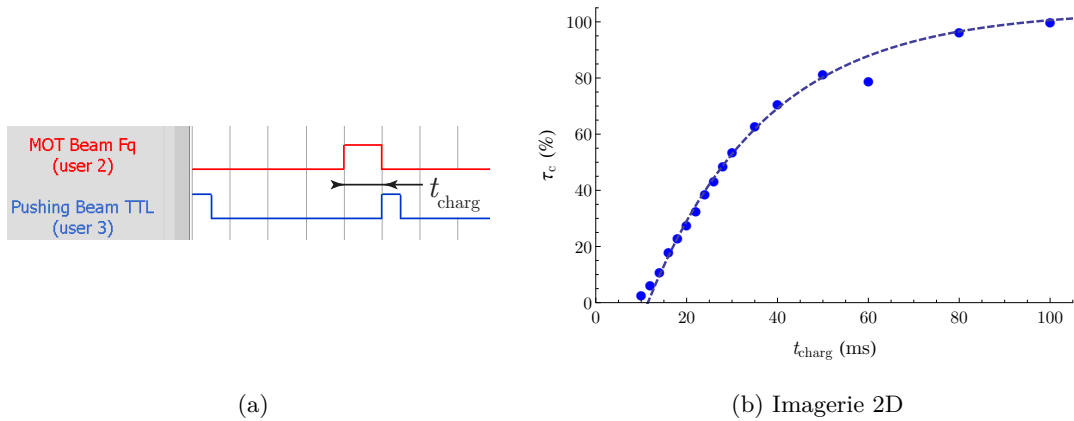 MOT Beam Fq
(user 2)
t_charg
Pushing Beam TTL
(user 3)
(a)
100
80
60
40
20
0
τ_c (%)
0 20 40 60 80 100
t_charg (ms)
(b) Imagerie 2D